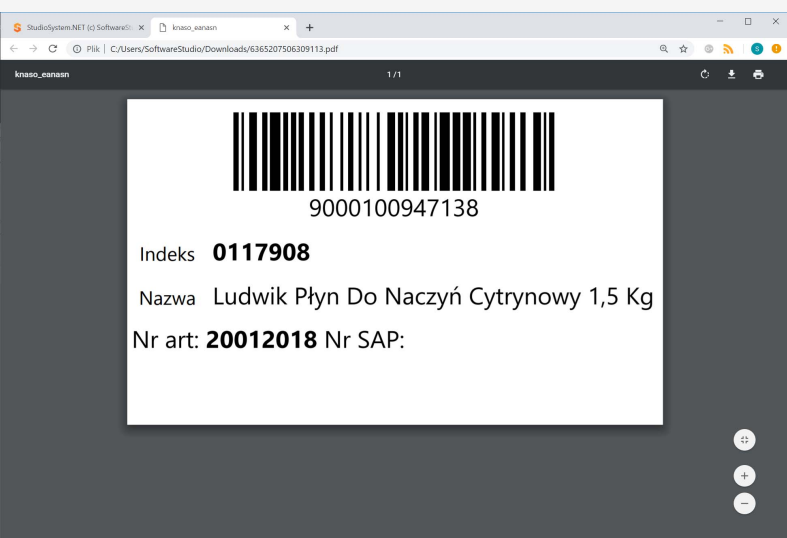 StudioSystem.NET (c) SoftwareSt
knaso_eanasn
Plik
C:/Users/SoftwareStudio/Downloads/6365207506309113.pdf
S
knaso_eanasn
1 / 1
9000100947138
Indeks 0117908
Nazwa Ludwik Płyn Do Naczyń Cytrynowy 1,5 Kg
Nr art: 20012018 Nr SAP: